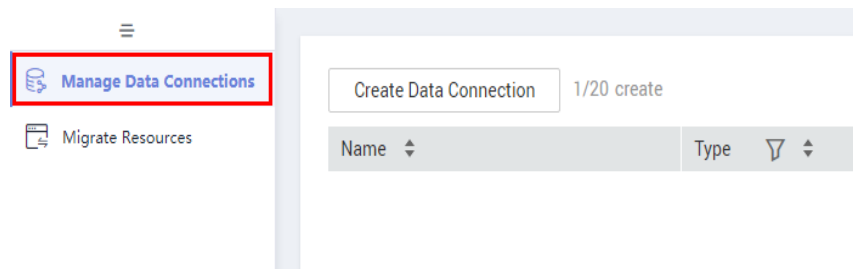 Manage Data Connections
Migrate Resources
Create Data Connection 1/20 create
Name Type